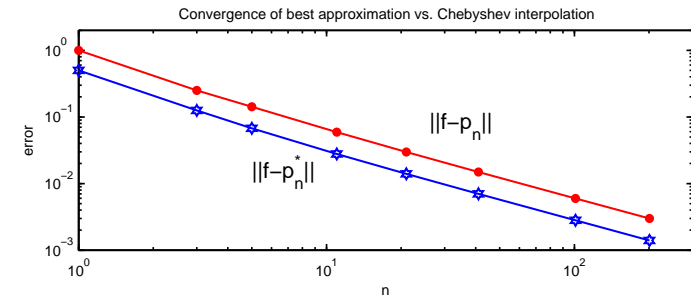 Convergence of best approximation vs. Chebyshev interpolation
10^0
10^-1
10^-2
10^-3
error
||f−p_n||
||f−p_n^*||
10^0
10^1
10^2
n